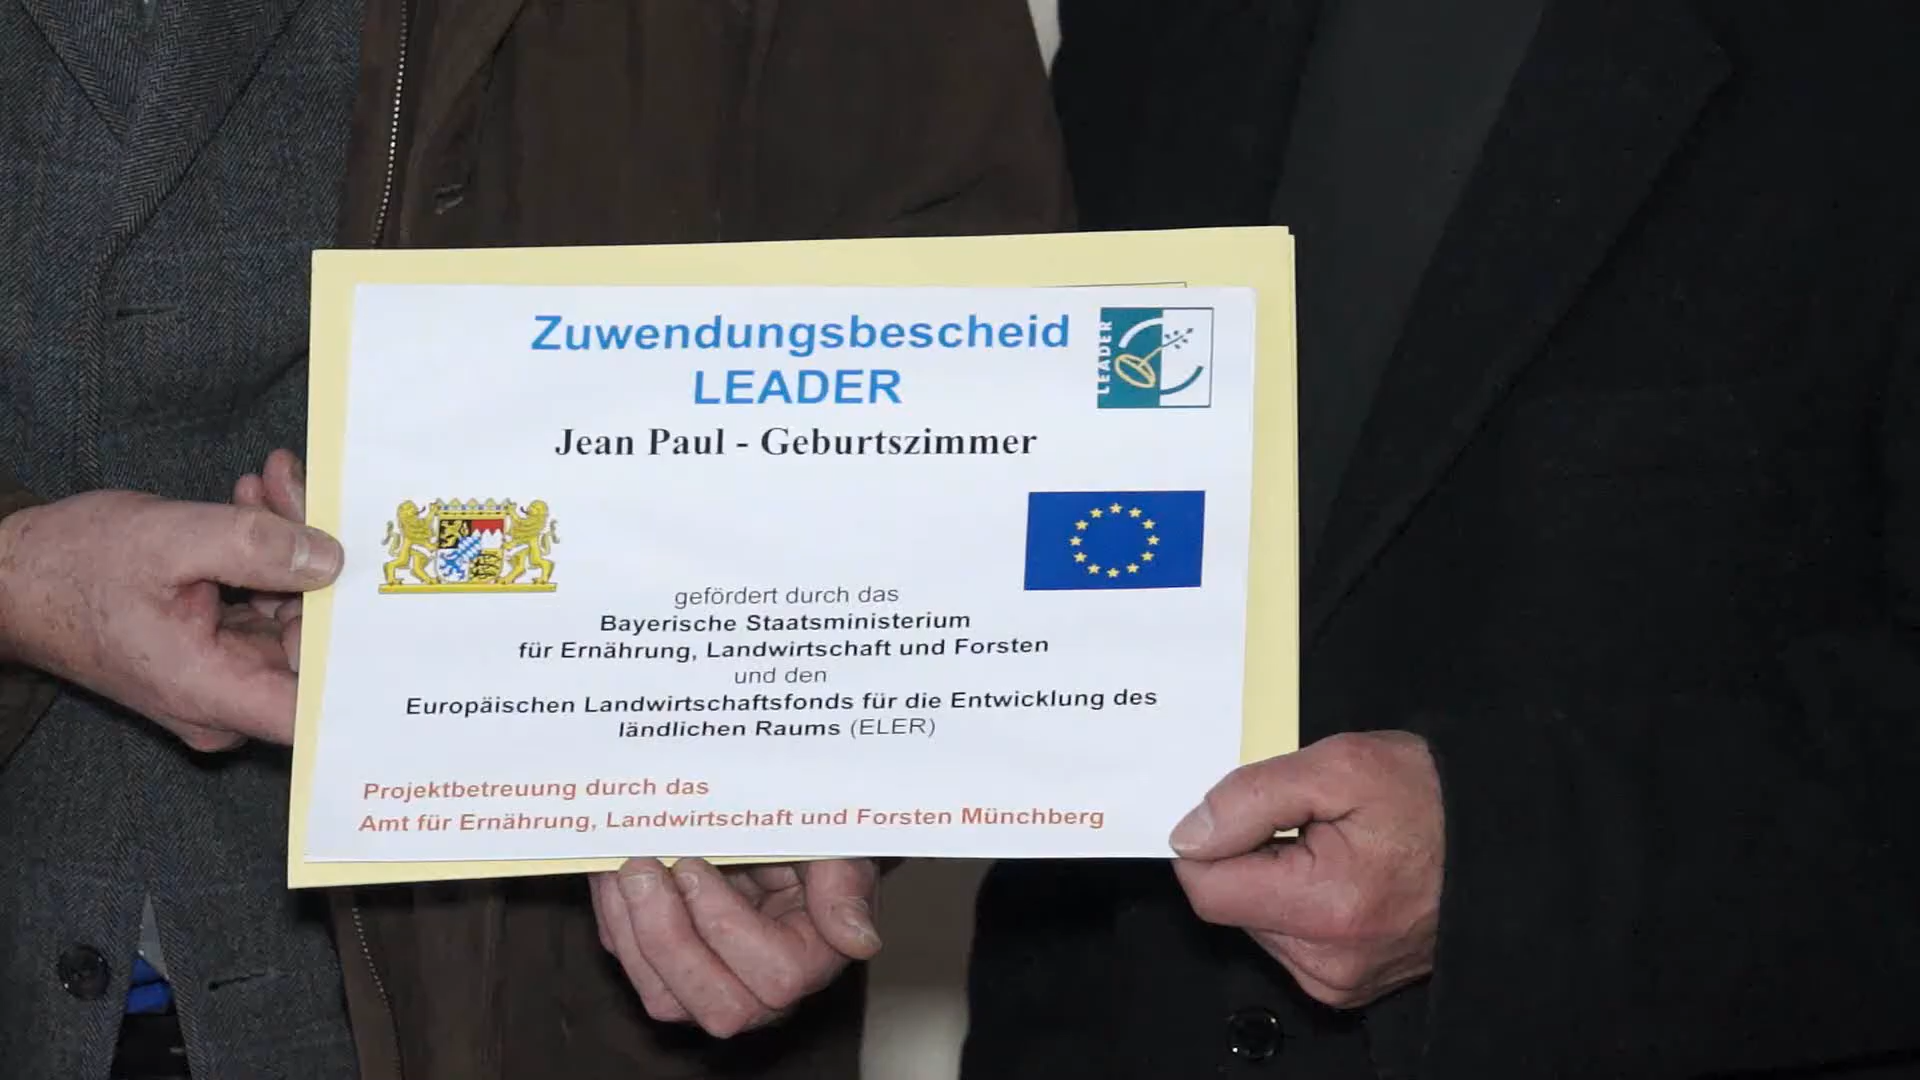 Zuwendungsbescheid
LEADER
LEADER
Jean Paul - Geburtszimmer
gefördert durch das
Bayerische Staatsministerium
für Ernährung, Landwirtschaft und Forsten
und den
Europäischen Landwirtschaftsfonds für die Entwicklung des
ländlichen Raums (ELER)
Projektbetreuung durch das
Amt für Ernährung, Landwirtschaft und Forsten Münchberg